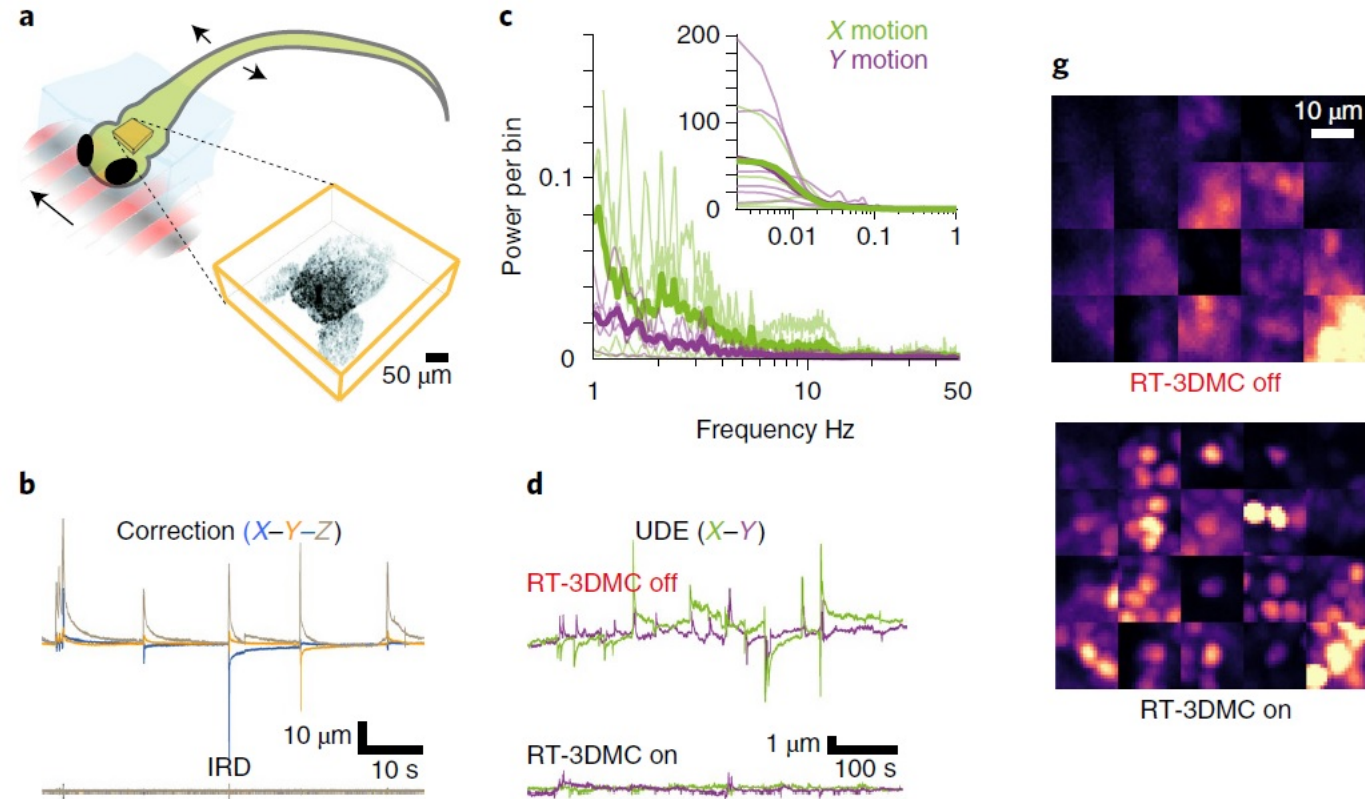 a
50 µm
c
X motion
Y motion
Power per bin
0.1
0
1
10
50
Frequency Hz
200
100
0
0.01
0.1
1
g
10 µm
RT-3DMC off
RT-3DMC on
b
Correction (X–Y–Z)
10 µm
10 s
IRD
d
UDE (X–Y)
RT-3DMC off
RT-3DMC on
1 µm
100 s